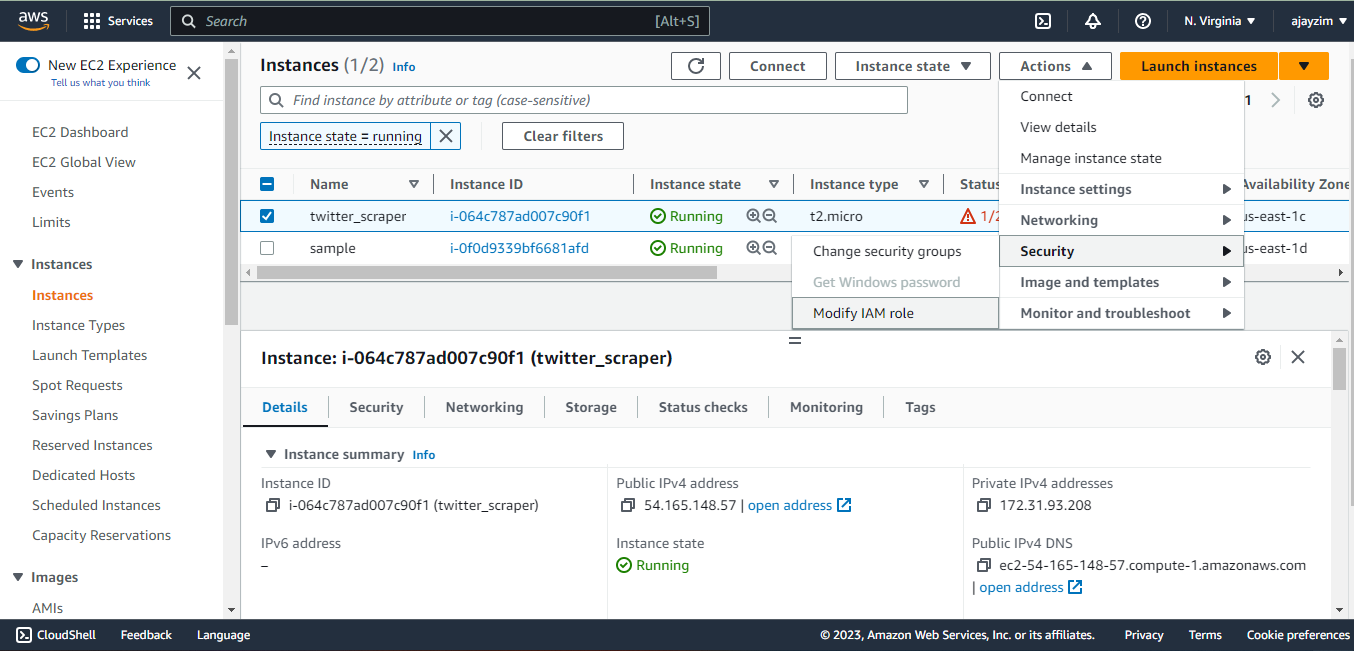 aws
Services
Search
[Alt+S]
N. Virginia
ajayzim
New EC2 Experience
Tell us what you think
EC2 Dashboard
EC2 Global View
Events
Limits
Instances
Instances
Instance Types
Launch Templates
Spot Requests
Savings Plans
Reserved Instances
Dedicated Hosts
Scheduled Instances
Capacity Reservations
Images
AMIs
Instances (1/2) Info
Connect
Instance state
Actions
Launch instances
Find instance by attribute or tag (case-sensitive)
1
Instance state = running
Clear filters
Name Instance ID Instance state Instance type Status Availability Zone
twitter_scraper i-064c787ad007c90f1 Running t2.micro 1/2 us-east-1c
sample i-0f0d9339bf6681afd Running us-east-1d
Connect
View details
Manage instance state
Instance settings
Networking
Security
Image and templates
Monitor and troubleshoot
Change security groups
Get Windows password
Modify IAM role
Instance: i-064c787ad007c90f1 (twitter_scraper)
Details Security Networking Storage Status checks Monitoring Tags
Instance summary Info
Instance ID
i-064c787ad007c90f1 (twitter_scraper)
Public IPv4 address
54.165.148.57 | open address
Private IPv4 addresses
172.31.93.208
IPv6 address
–
Instance state
Running
Public IPv4 DNS
ec2-54-165-148-57.compute-1.amazonaws.com
| open address
CloudShell Feedback Language
© 2023, Amazon Web Services, Inc. or its affiliates. Privacy Terms Cookie preferences